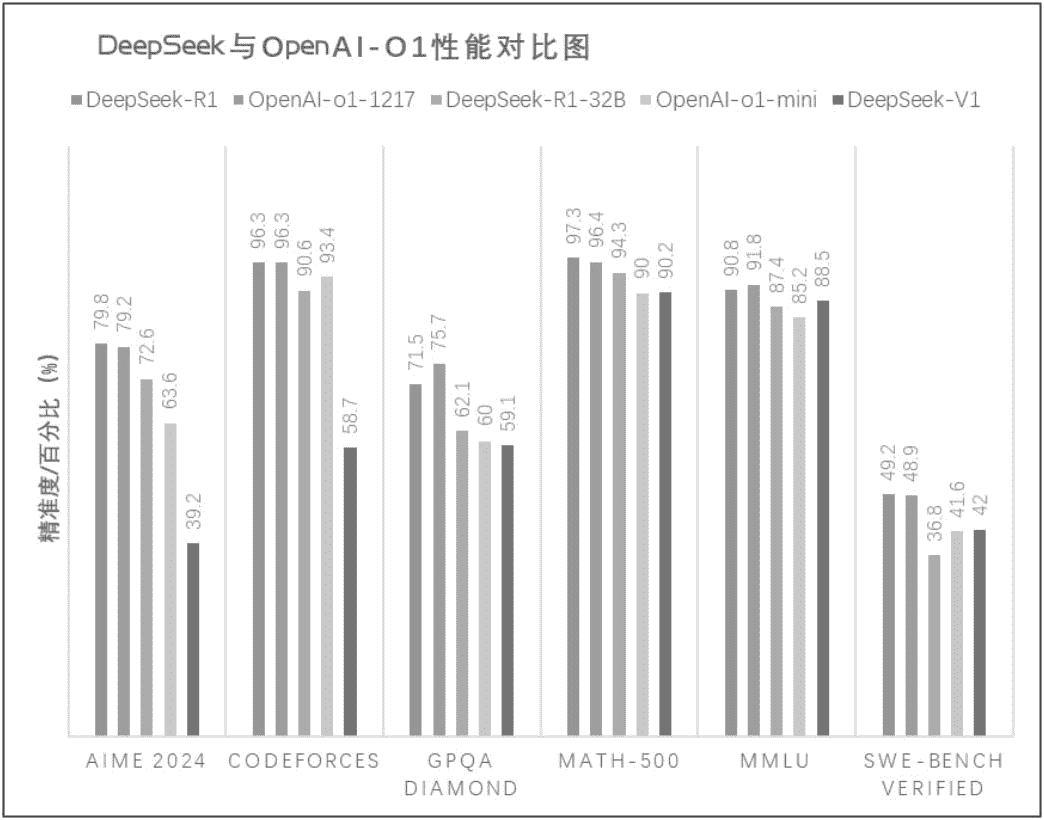 DeepSeek与OpenAI-O1性能对比图
DeepSeek-R1 OpenAI-o1-1217 DeepSeek-R1-32B OpenAI-o1-mini DeepSeek-V1
精准度/百分比 (%)
79.8 79.2 72.6 63.6 39.2
96.3 96.3 90.6 93.4 58.7
71.5 75.7 62.1 60 59.1
97.3 96.4 94.3 90 90.2
90.8 91.8 87.4 85.2 88.5
49.2 48.9 36.8 41.6 42
AIME 2024
CODEFORCES
GPQA
DIAMOND
MATH-500
MMLU
SWE-BENCH
VERIFIED